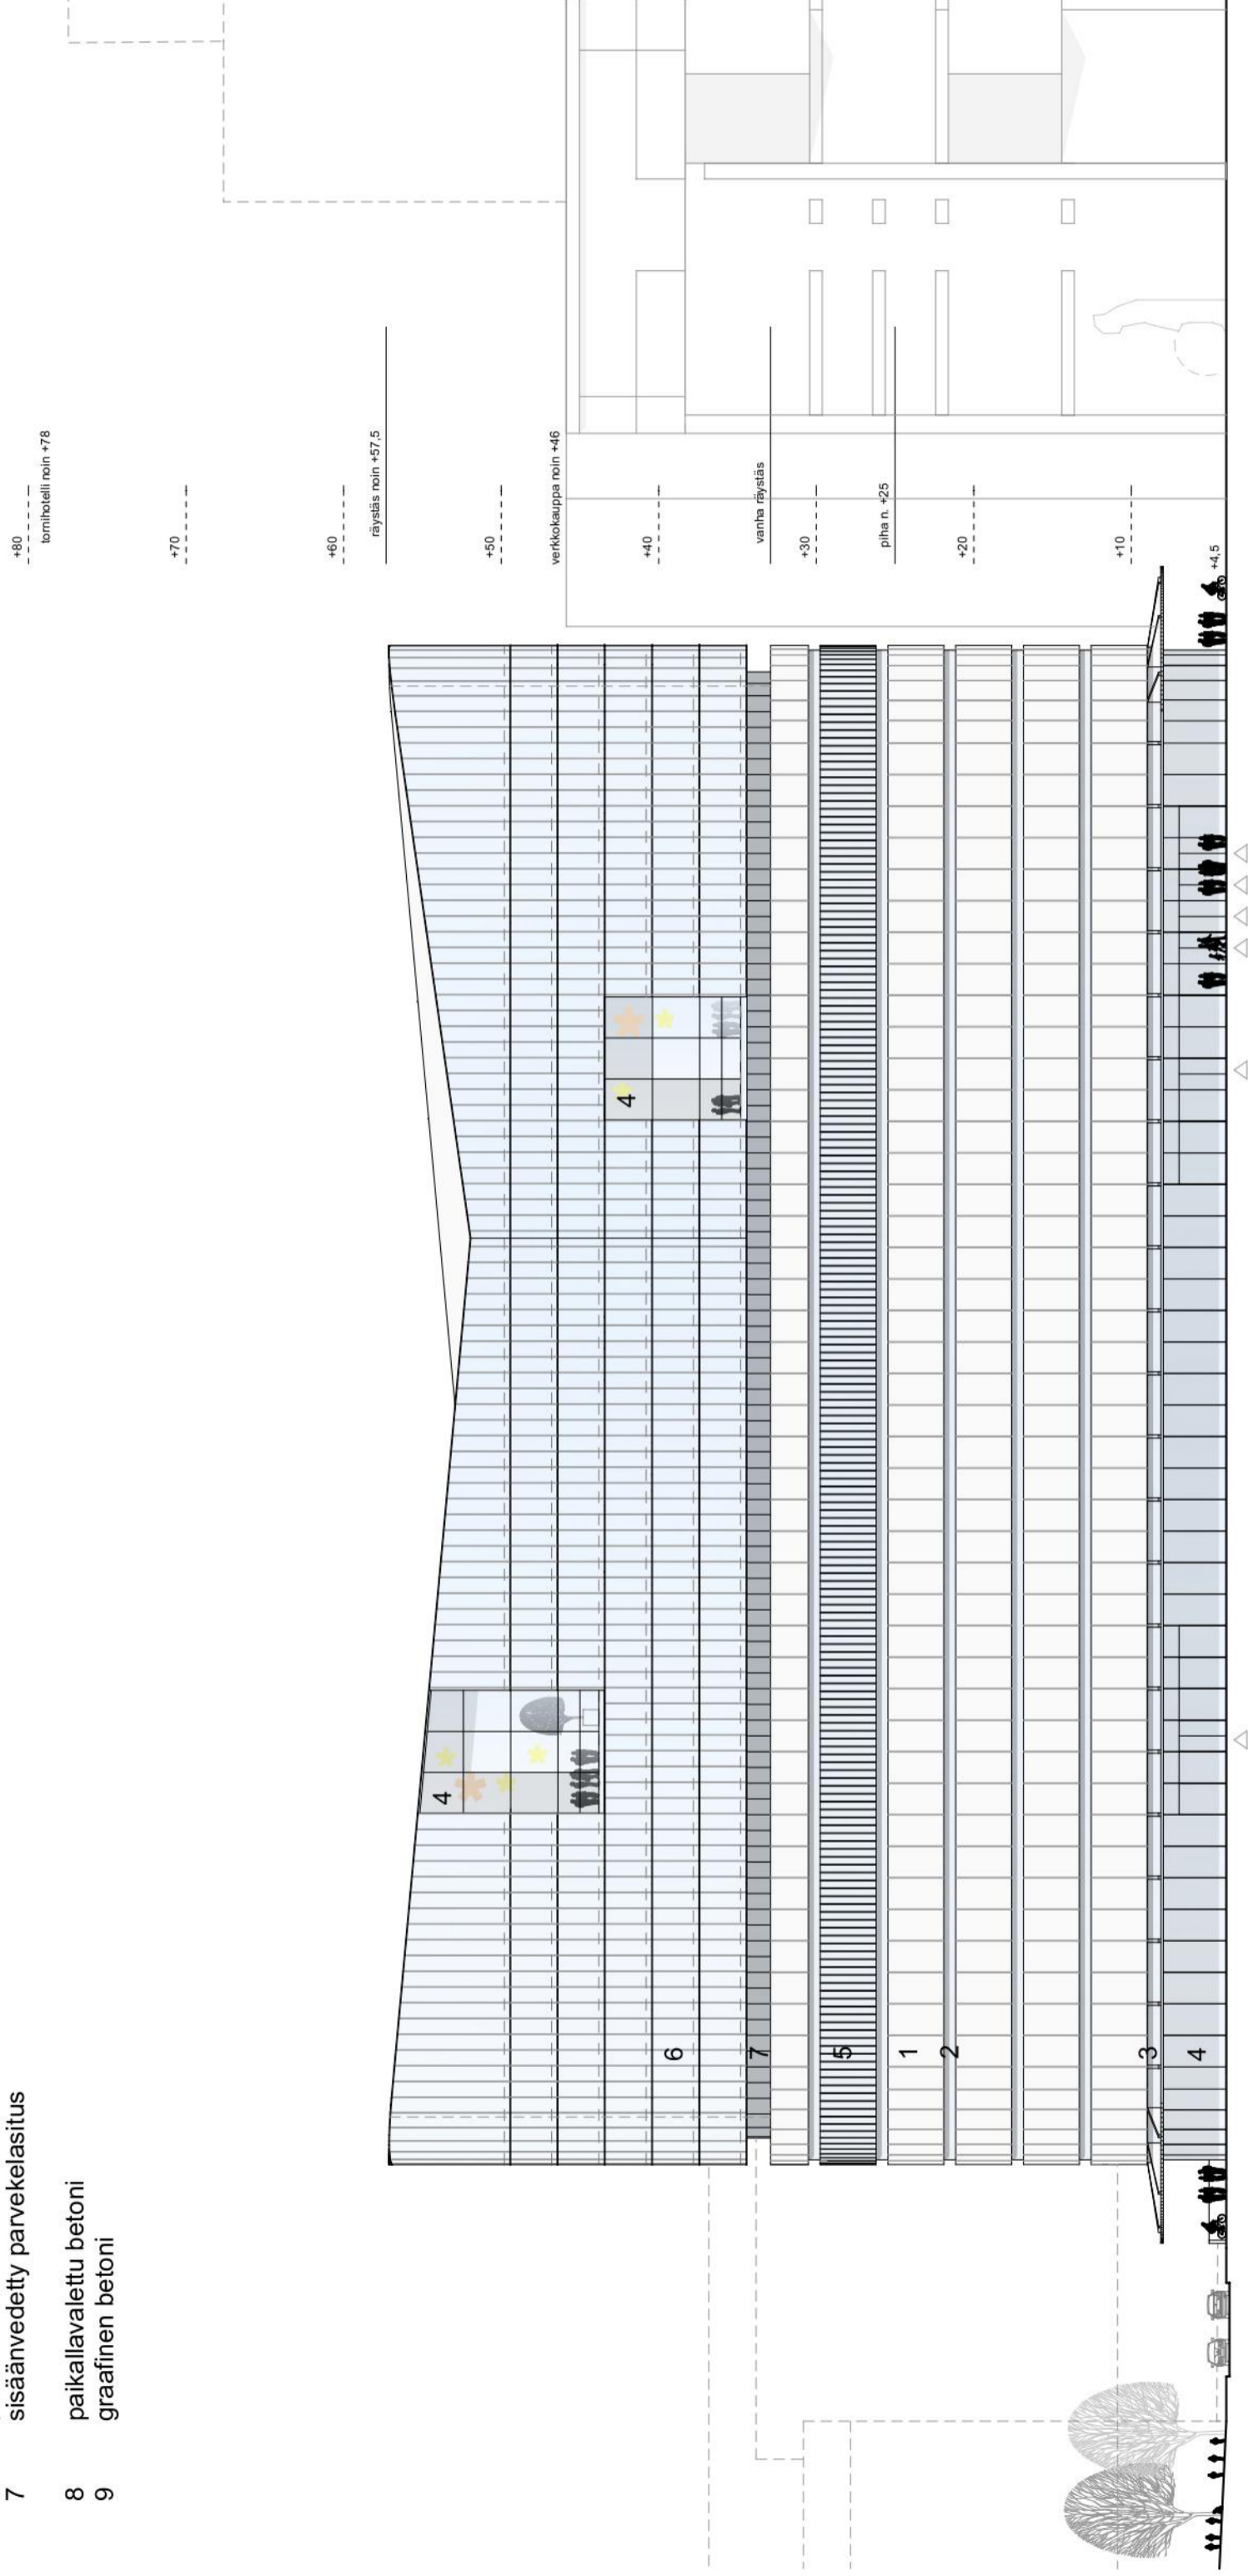 7 sisäänvedetty parvekelasitus
8 paikallavalettu betoni
9 graafinen betoni
+80
tornihotelli noin +78
+70
+60
räystäs noin +57,5
+50
verkkokauppa noin +46
+40
vanha räystäs
+30
piha n. +25
+20
+10
+4,5
4
4
6
7
5
1
2
3
4